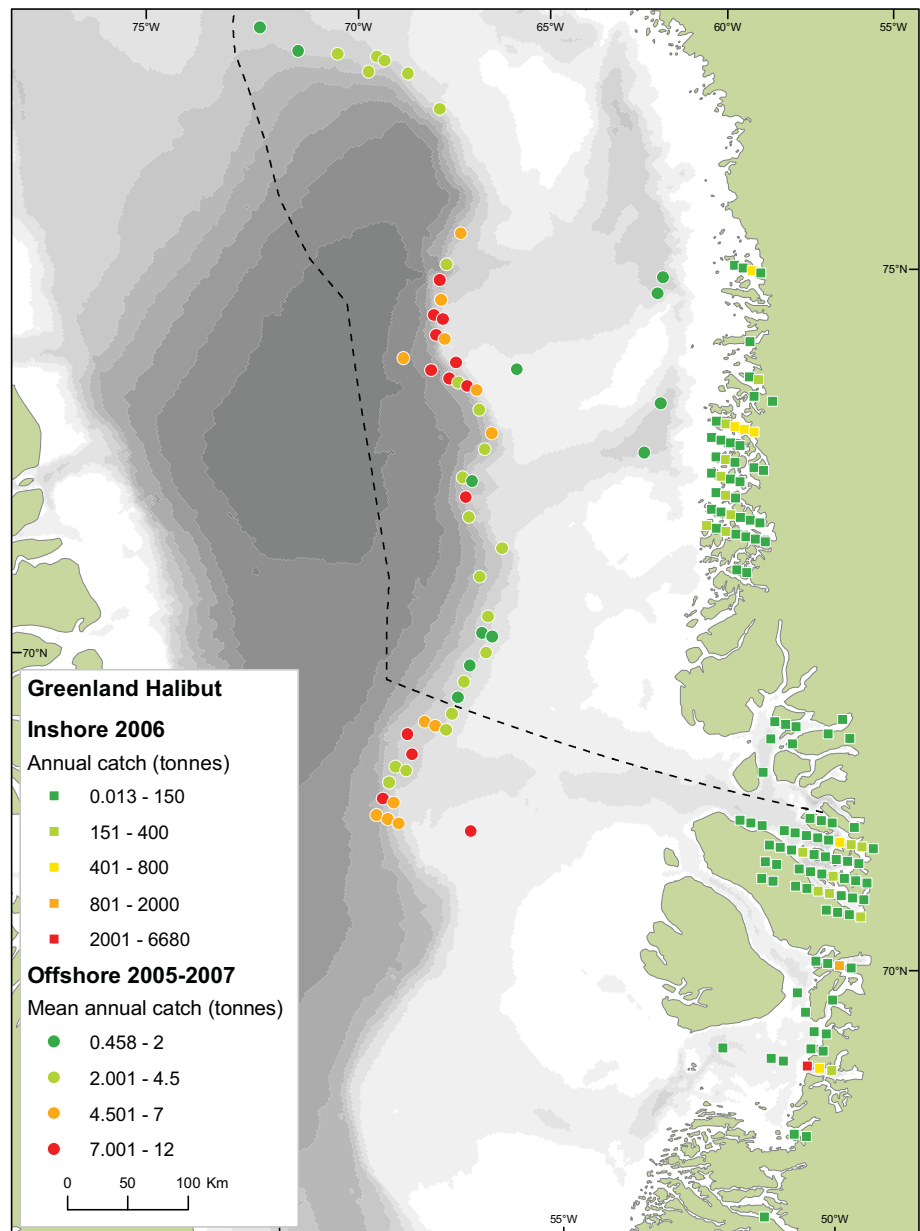 75°W 70°W 65°W 60°W 55°W
75°N
70°N
Greenland Halibut
Inshore 2006
Annual catch (tonnes)
0.013 - 150
151 - 400
401 - 800
801 - 2000
2001 - 6680
Offshore 2005-2007
Mean annual catch (tonnes)
0.458 - 2
2.001 - 4.5
4.501 - 7
7.001 - 12
0 50 100 Km
70°N
55°W 50°W